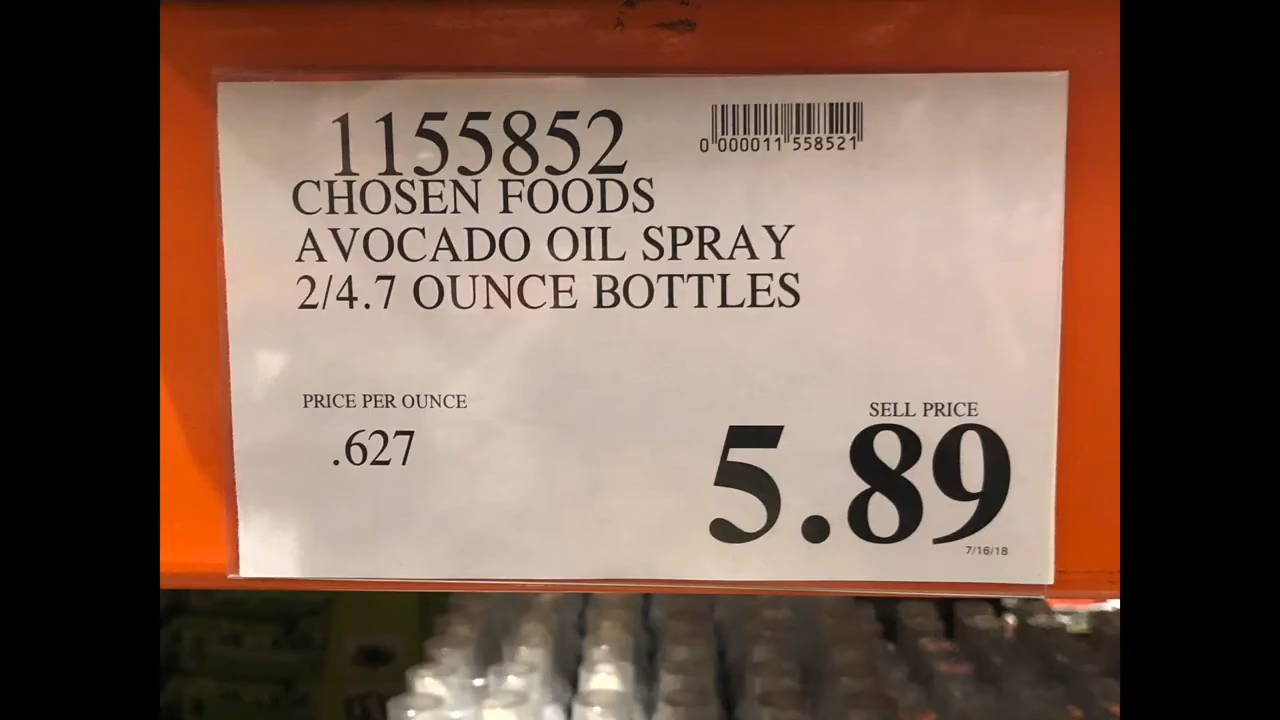 1155852
0 000011 558521
CHOSEN FOODS
AVOCADO OIL SPRAY
2/4.7 OUNCE BOTTLES
PRICE PER OUNCE
.627
SELL PRICE
5.89
7/16/18